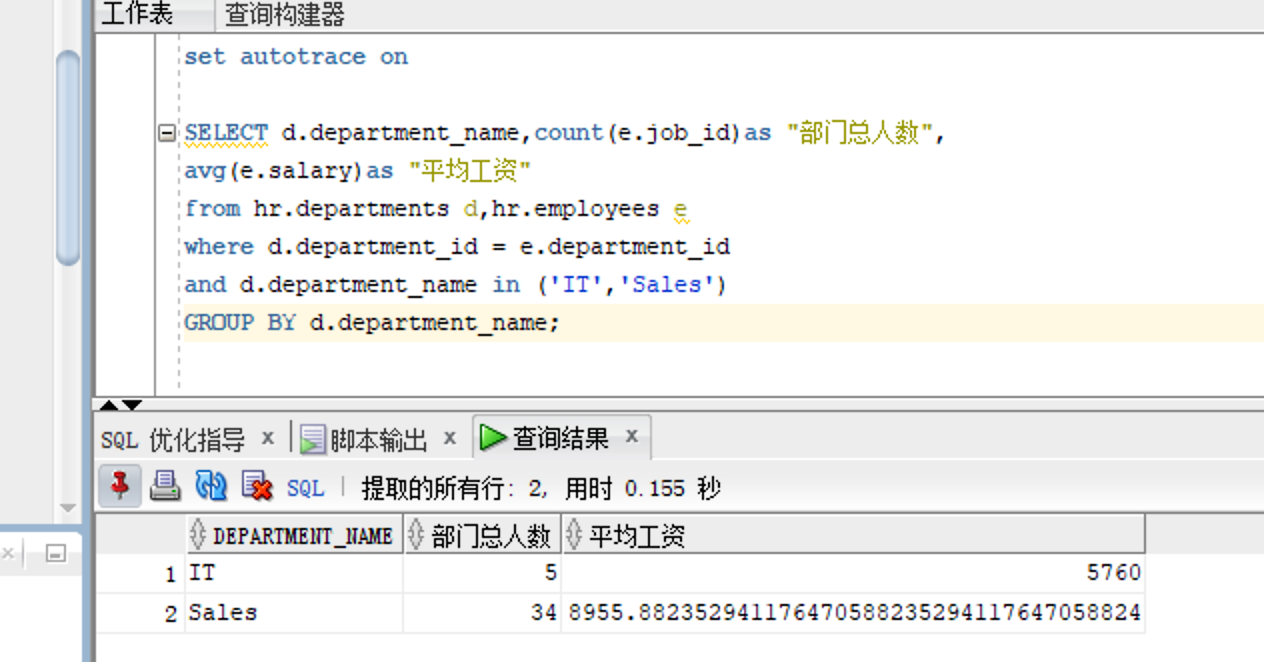 工作表 查询构建器
set autotrace on
SELECT d.department_name,count(e.job_id)as "部门总人数",
avg(e.salary)as "平均工资"
from hr.departments d,hr.employees e
where d.department_id = e.department_id
and d.department_name in ('IT','Sales')
GROUP BY d.department_name;
SQL 优化指导 x 脚本输出 x 查询结果 x
SQL | 提取的所有行: 2, 用时 0.155 秒
DEPARTMENT_NAME 部门总人数 平均工资
1 IT 5 5760
2 Sales 34 8955.88235294117647058823529411764705882​4